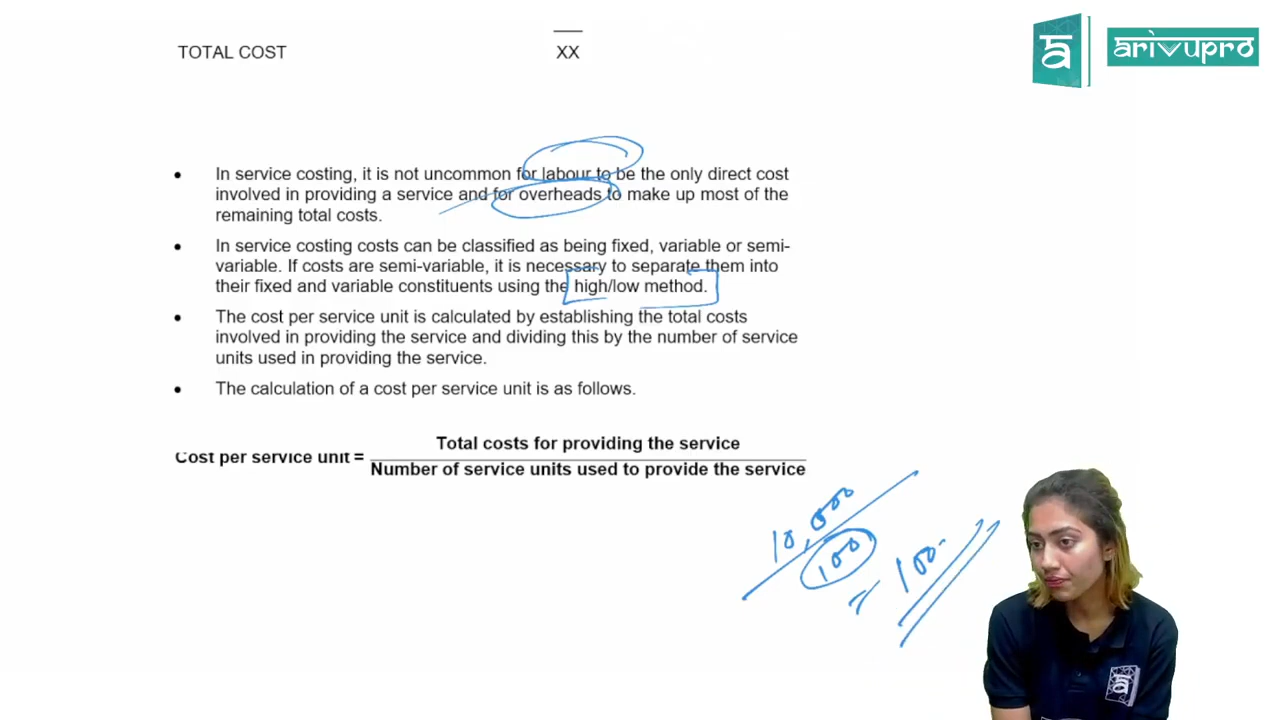 TOTAL COST XX
ā arivupro
• In service costing, it is not uncommon for labour to be the only direct cost
involved in providing a service and for overheads to make up most of the
remaining total costs.
• In service costing costs can be classified as being fixed, variable or semi-
variable. If costs are semi-variable, it is necessary to separate them into
their fixed and variable constituents using the high/low method.
• The cost per service unit is calculated by establishing the total costs
involved in providing the service and dividing this by the number of service
units used in providing the service.
• The calculation of a cost per service unit is as follows.
Total costs for providing the service
Cost per service unit =
Number of service units used to provide the service
10,000
100
= 100
ā